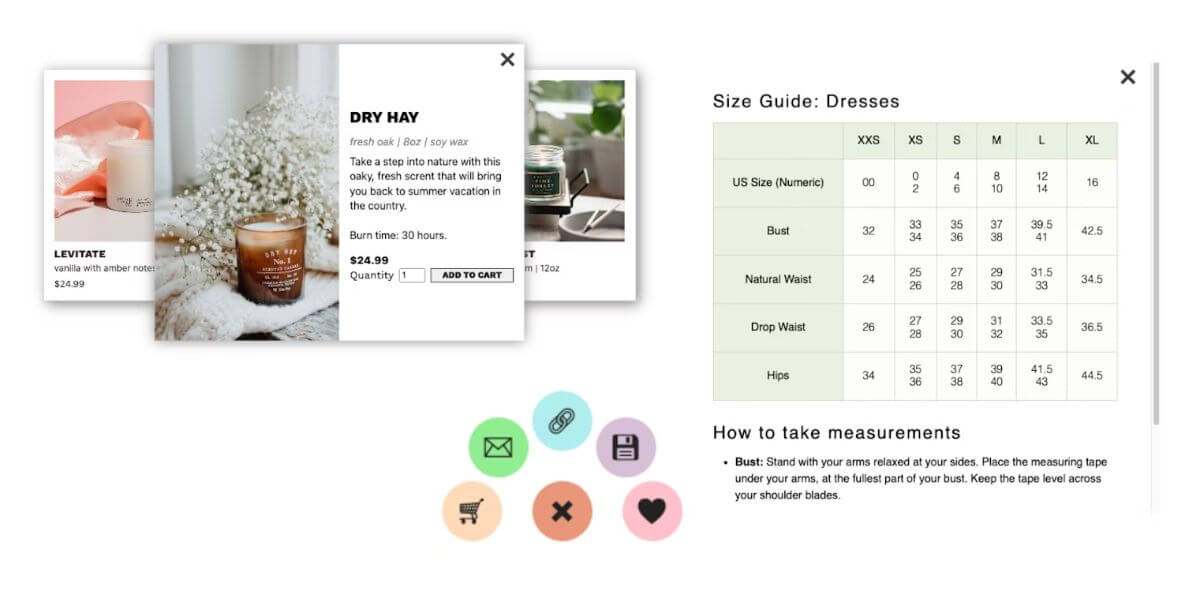 DRY HAY
fresh oak | 8oz | soy wax
Take a step into nature with this
oaky, fresh scrent that will bring
you back to summer vacation in
the country.
Burn time: 30 hours.
$24.99
Quantity 1 ADD TO CART
DRY HAY
No. 1
SCENTED CANDLE
LEVITATE
vanilla with amber notes
$24.99
PINE
FOREST
ST
m | 12oz
Size Guide: Dresses
XXS XS S M L XL
US Size (Numeric) 00 0 2 4 6 8 10 12 14 16
Bust 32 33 34 35 36 37 38 39.5 41 42.5
Natural Waist 24 25 26 27 28 29 30 31.5 33 34.5
Drop Waist 26 27 28 29 30 31 32 33.5 35 36.5
Hips 34 35 36 37 38 39 40 41.5 43 44.5
How to take measurements
• Bust: Stand with your arms relaxed at your sides. Place the measuring tape
under your arms, at the fullest part of your bust. Keep the tape level across
your shoulder blades.